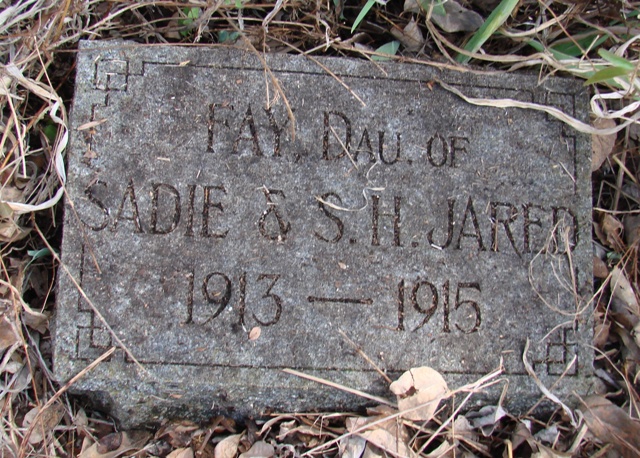 FAY, DAU. OF
SADIE & S. H. JARED
1913 — 1915